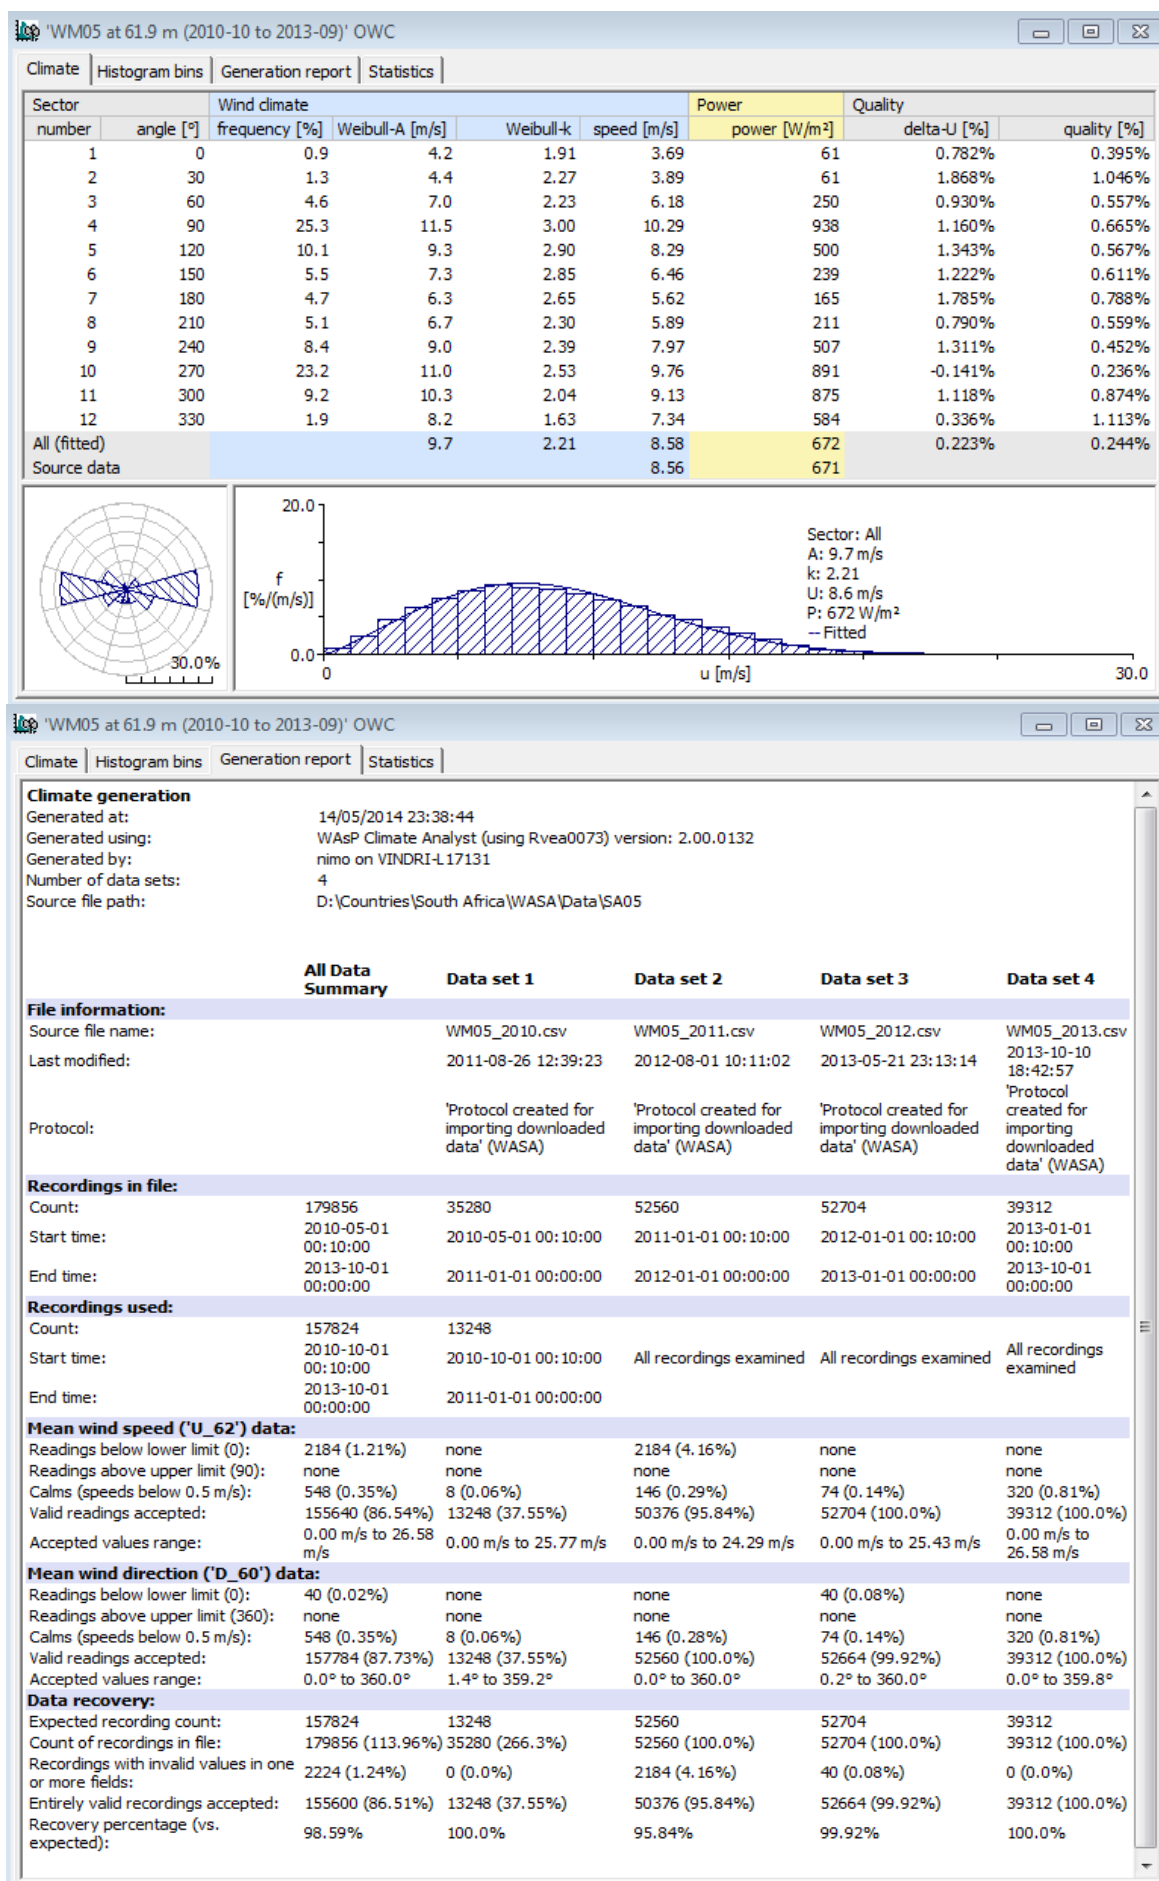 'WM05 at 61.9 m (2010-10 to 2013-09)' OWC
Climate Histogram bins Generation report Statistics
Sector Wind climate Power Quality
number angle [º] frequency [%] Weibull-A [m/s] Weibull-k speed [m/s] power [W/m²] delta-U [%] quality [%]
1 0 0.9 4.2 1.91 3.69 61 0.782% 0.395%
2 30 1.3 4.4 2.27 3.89 61 1.868% 1.046%
3 60 4.6 7.0 2.23 6.18 250 0.930% 0.557%
4 90 25.3 11.5 3.00 10.29 938 1.160% 0.665%
5 120 10.1 9.3 2.90 8.29 500 1.343% 0.567%
6 150 5.5 7.3 2.85 6.46 239 1.222% 0.611%
7 180 4.7 6.3 2.65 5.62 165 1.785% 0.788%
8 210 5.1 6.7 2.30 5.89 211 0.790% 0.559%
9 240 8.4 9.0 2.39 7.97 507 1.311% 0.452%
10 270 23.2 11.0 2.53 9.76 891 -0.141% 0.236%
11 300 9.2 10.3 2.04 9.13 875 1.118% 0.874%
12 330 1.9 8.2 1.63 7.34 584 0.336% 1.113%
All (fitted) 9.7 2.21 8.58 672 0.223% 0.244%
Source data 8.56 671
30.0%
20.0
f
[%/(m/s)]
0.0
0 u [m/s] 30.0
Sector: All
A: 9.7 m/s
k: 2.21
U: 8.6 m/s
P: 672 W/m²
-- Fitted
'WM05 at 61.9 m (2010-10 to 2013-09)' OWC
Climate Histogram bins Generation report Statistics
Climate generation
Generated at: 14/05/2014 23:38:44
Generated using: WAsP Climate Analyst (using Rvea0073) version: 2.00.0132
Generated by: nimo on VINDRI-L17131
Number of data sets: 4
Source file path: D:\Countries\South Africa\WASA\Data\SA05
All Data Summary Data set 1 Data set 2 Data set 3 Data set 4
File information:
Source file name: WM05_2010.csv WM05_2011.csv WM05_2012.csv WM05_2013.csv
Last modified: 2011-08-26 12:39:23 2012-08-01 10:11:02 2013-05-21 23:13:14 2013-10-10 18:42:57
Protocol: 'Protocol created for importing downloaded data' (WASA) 'Protocol created for importing downloaded data' (WASA) 'Protocol created for importing downloaded data' (WASA) 'Protocol created for importing downloaded data' (WASA)
Recordings in file:
Count: 179856 35280 52560 52704 39312
Start time: 2010-05-01 00:10:00 2010-05-01 00:10:00 2011-01-01 00:10:00 2012-01-01 00:10:00 2013-01-01 00:10:00
End time: 2013-10-01 00:00:00 2011-01-01 00:00:00 2012-01-01 00:00:00 2013-01-01 00:00:00 2013-10-01 00:00:00
Recordings used:
Count: 157824 13248
Start time: 2010-10-01 00:10:00 2010-10-01 00:10:00 All recordings examined All recordings examined All recordings examined
End time: 2013-10-01 00:00:00 2011-01-01 00:00:00
Mean wind speed ('U_62') data:
Readings below lower limit (0): 2184 (1.21%) none 2184 (4.16%) none none
Readings above upper limit (90): none none none none none
Calms (speeds below 0.5 m/s): 548 (0.35%) 8 (0.06%) 146 (0.29%) 74 (0.14%) 320 (0.81%)
Valid readings accepted: 155640 (86.54%) 13248 (37.55%) 50376 (95.84%) 52704 (100.0%) 39312 (100.0%)
Accepted values range: 0.00 m/s to 26.58 m/s 0.00 m/s to 25.77 m/s 0.00 m/s to 24.29 m/s 0.00 m/s to 25.43 m/s 0.00 m/s to 26.58 m/s
Mean wind direction ('D_60') data:
Readings below lower limit (0): 40 (0.02%) none none 40 (0.08%) none
Readings above upper limit (360): none none none none none
Calms (speeds below 0.5 m/s): 548 (0.35%) 8 (0.06%) 146 (0.28%) 74 (0.14%) 320 (0.81%)
Valid readings accepted: 157784 (87.73%) 13248 (37.55%) 52560 (100.0%) 52664 (99.92%) 39312 (100.0%)
Accepted values range: 0.0° to 360.0° 1.4° to 359.2° 0.0° to 360.0° 0.2° to 360.0° 0.0° to 359.8°
Data recovery:
Expected recording count: 157824 13248 52560 52704 39312
Count of recordings in file: 179856 (113.96%) 35280 (266.3%) 52560 (100.0%) 52704 (100.0%) 39312 (100.0%)
Recordings with invalid values in one or more fields: 2224 (1.24%) 0 (0.0%) 2184 (4.16%) 40 (0.08%) 0 (0.0%)
Entirely valid recordings accepted: 155600 (86.51%) 13248 (37.55%) 50376 (95.84%) 52664 (99.92%) 39312 (100.0%)
Recovery percentage (vs. expected): 98.59% 100.0% 95.84% 99.92% 100.0%